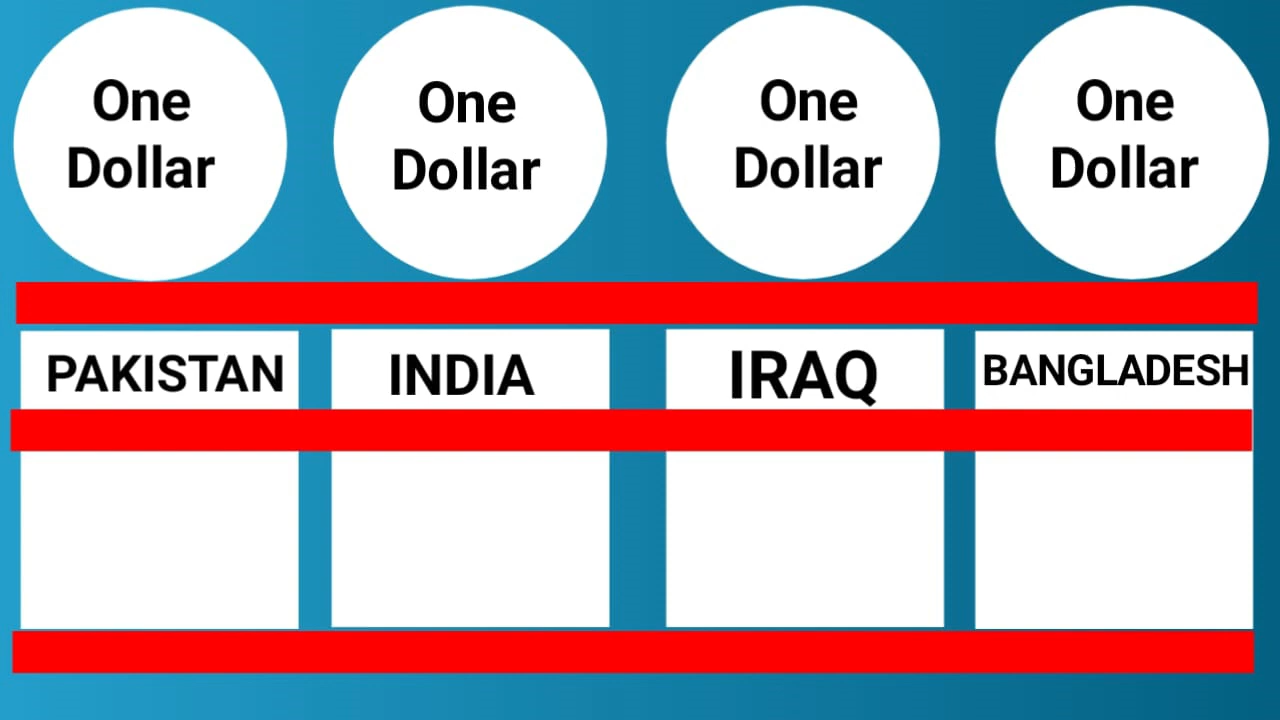 One
Dollar
One
Dollar
One
Dollar
One
Dollar
PAKISTAN
INDIA
IRAQ
BANGLADESH